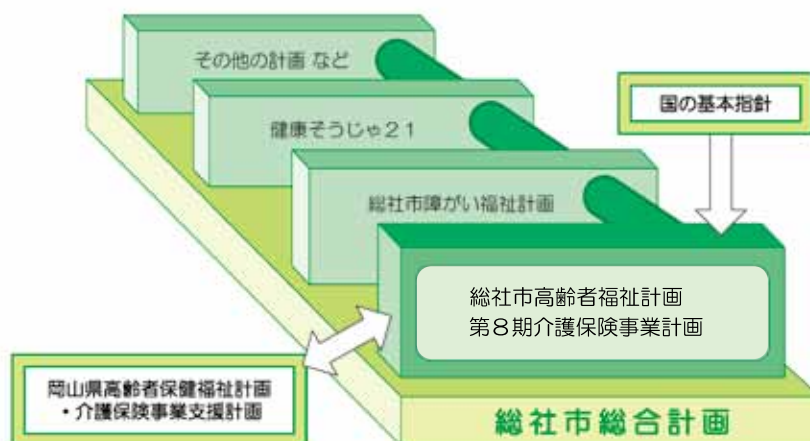 その他の計画 など
国の基本指針
健康そうじゃ２１
総社市障がい福祉計画
総社市高齢者福祉計画
第８期介護保険事業計画
岡山県高齢者保健福祉計画
・介護保険事業支援計画
総社市総合計画